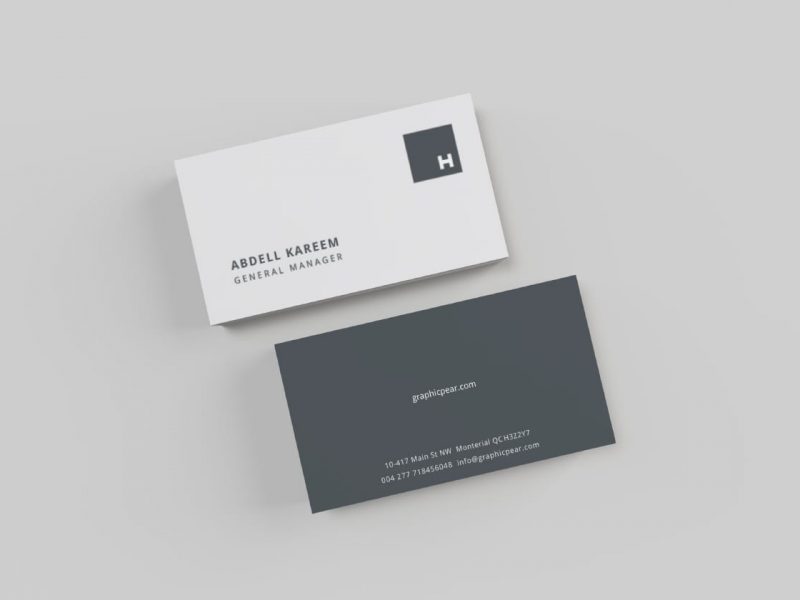 H
ABDELL KAREEM
GENERAL MANAGER
graphicpear.com
10-417 Main St NW Monterial QCH3Z2Y7
004 277 718456048 info@graphicpear.com